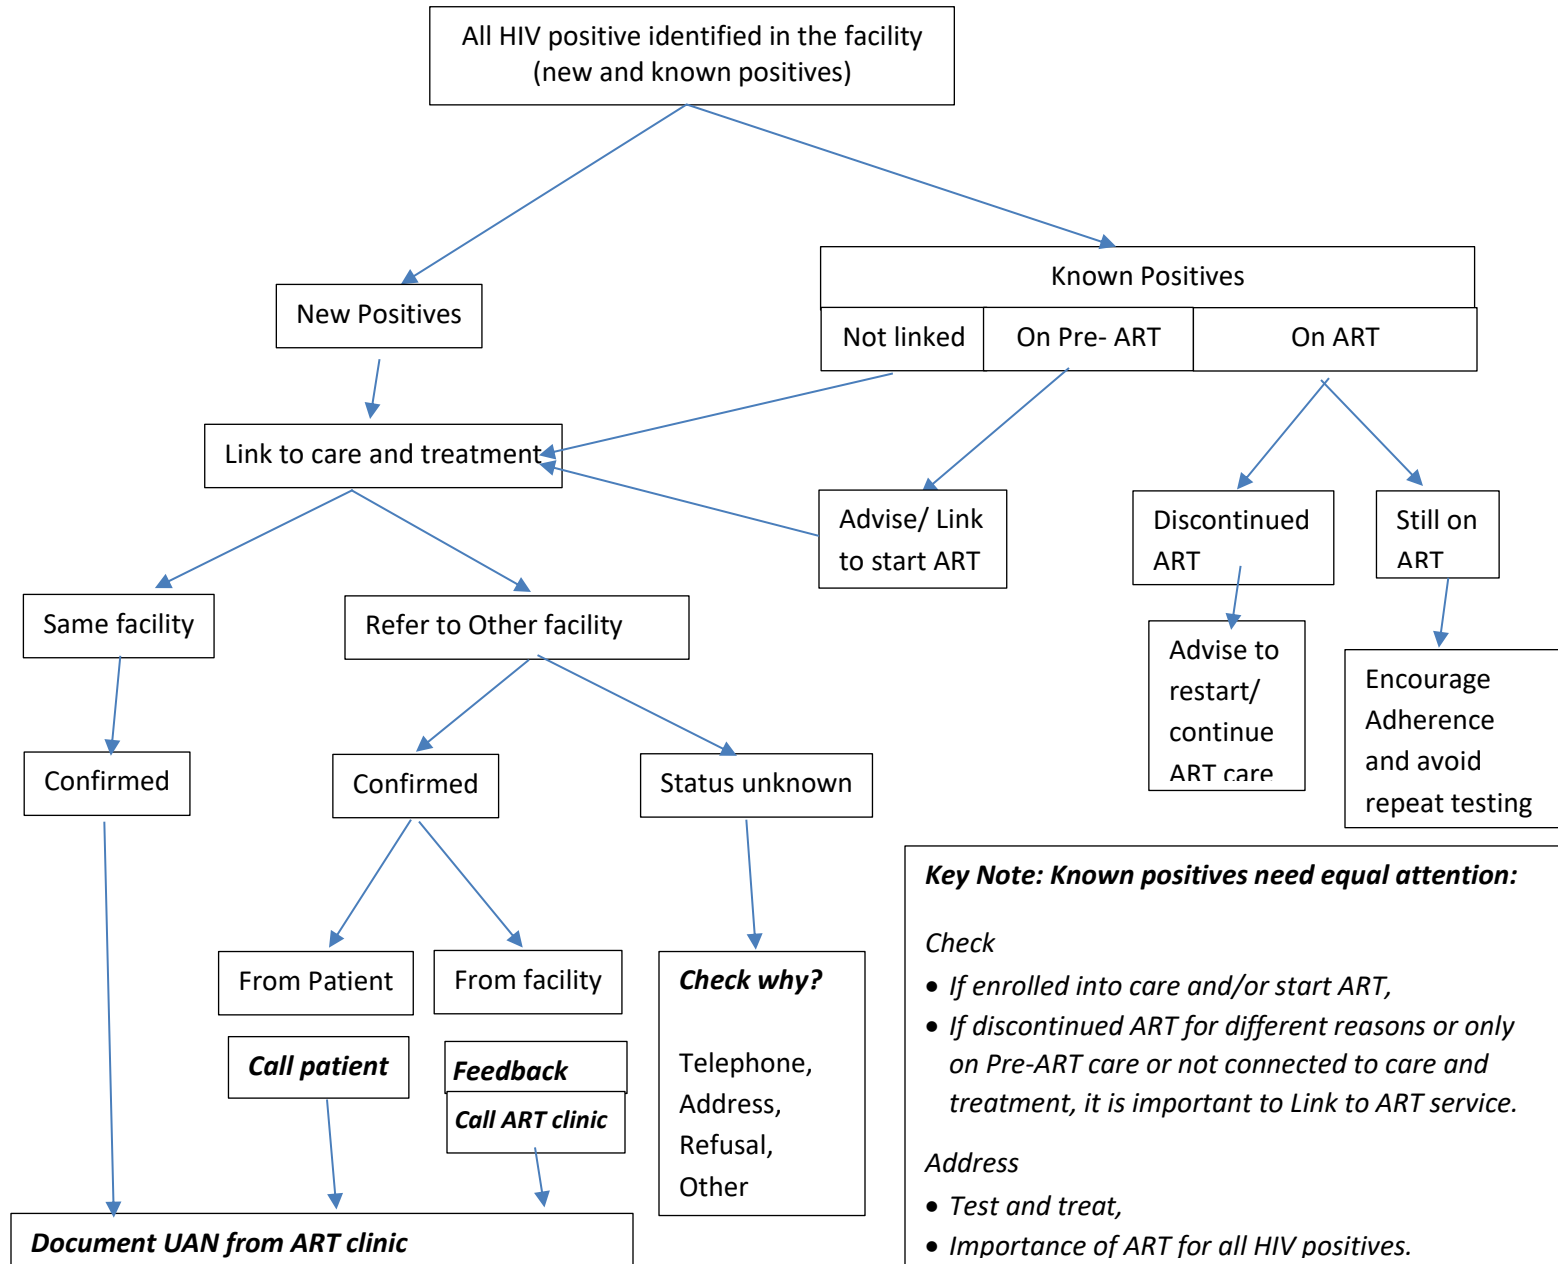 All HIV positive identified in the facility
(new and known positives)
Known Positives
New Positives
Not linked
On Pre- ART
On ART
Link to care and treatment
Advise/ Link
to start ART
Discontinued
ART
Still on
ART
Same facility
Refer to Other facility
Advise to
restart/
continue
ART care
Encourage
Adherence
and avoid
repeat testing
Confirmed
Confirmed
Status unknown
From Patient
From facility
Call patient
Feedback
Call ART clinic
Check why?
Telephone,
Address,
Refusal,
Other
Document UAN from ART clinic
Key Note: Known positives need equal attention:
Check
• If enrolled into care and/or start ART,
• If discontinued ART for different reasons or only
on Pre-ART care or not connected to care and
treatment, it is important to Link to ART service.
Address
• Test and treat,
• Importance of ART for all HIV positives.